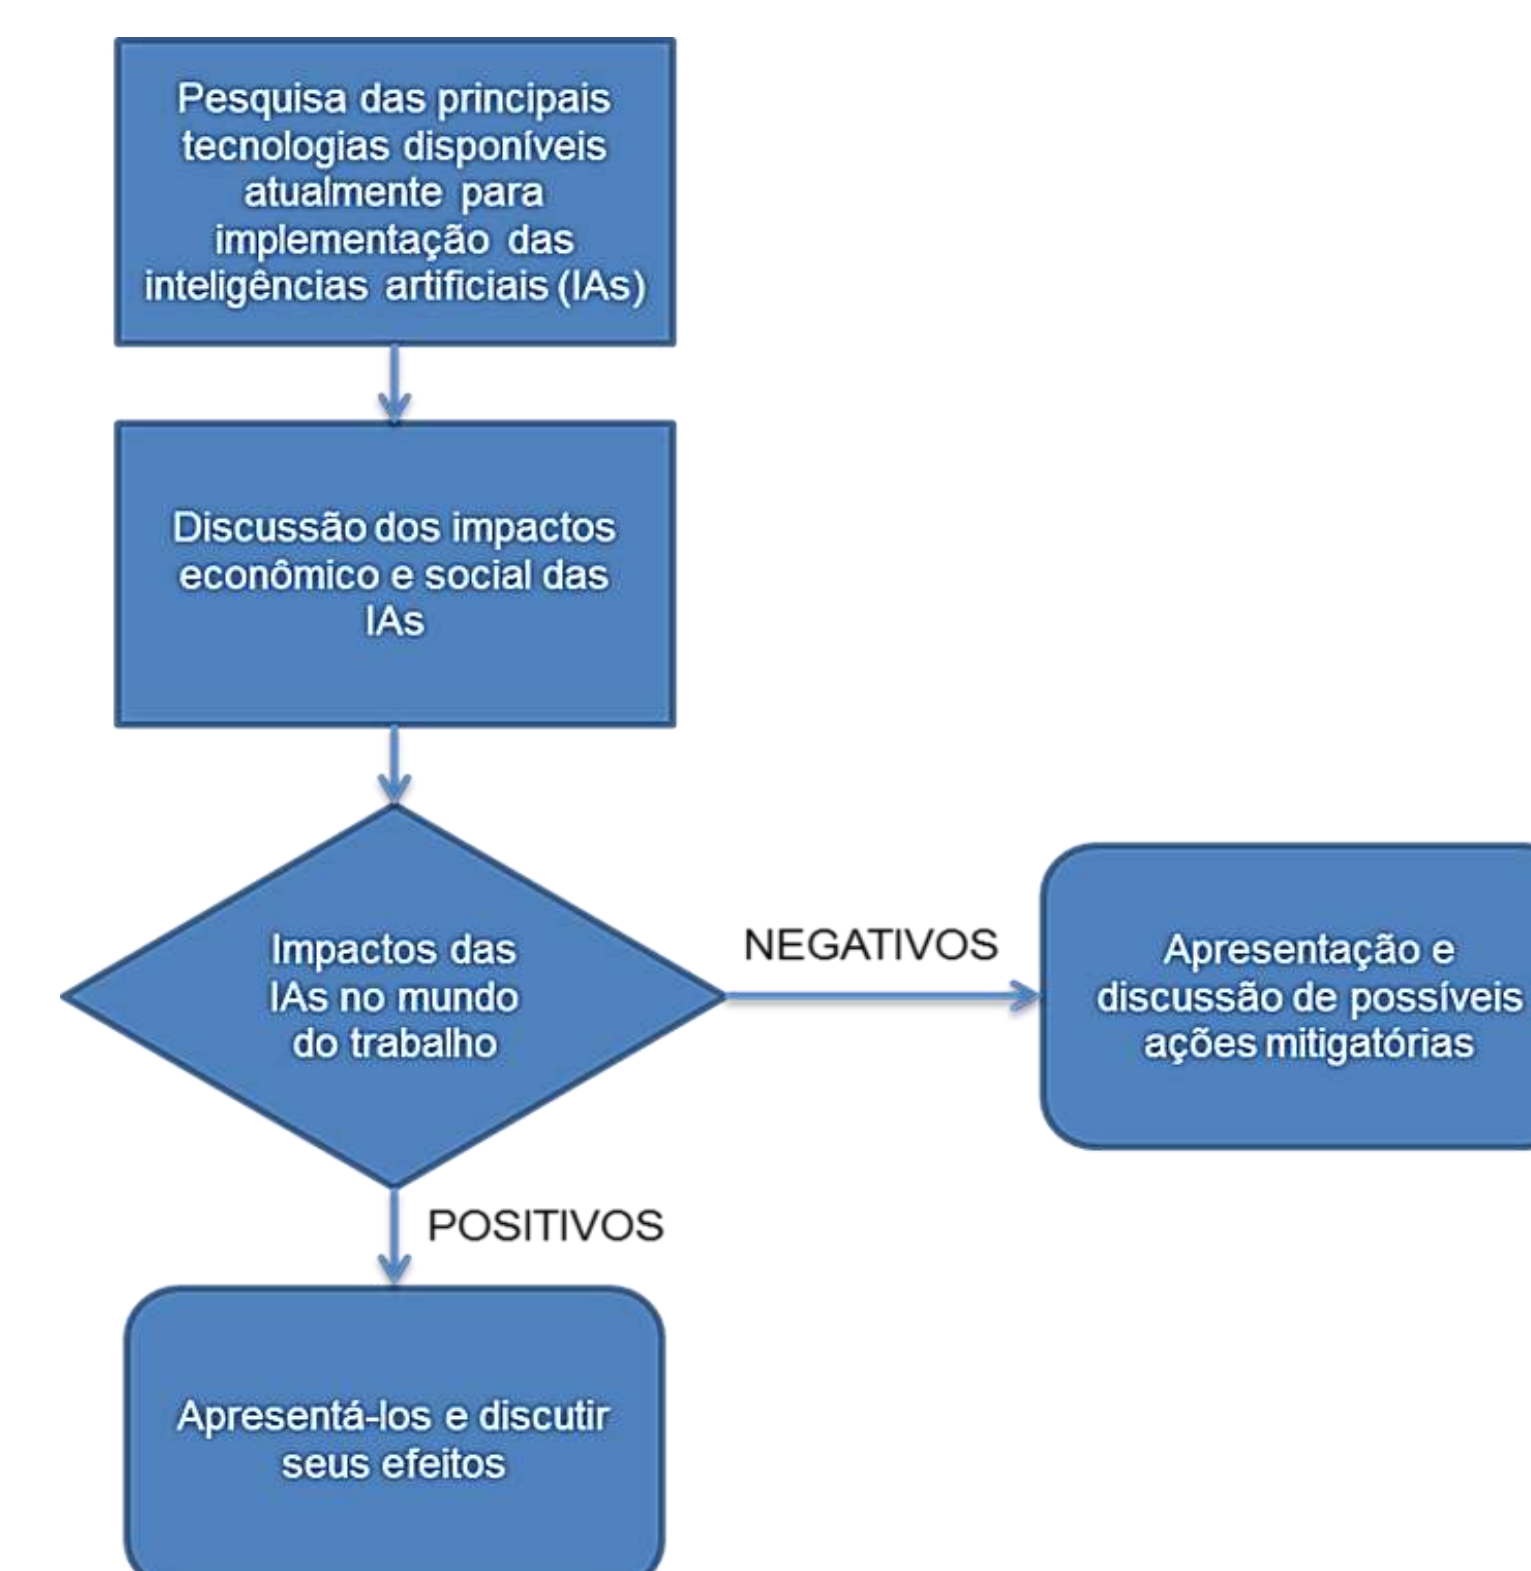 Pesquisa das principais
tecnologias disponíveis
atualmente para
implementação das
inteligências artificiais (IAs)
Discussão dos impactos
econômico e social das
IAs
Impactos das
IAs no mundo
do trabalho
NEGATIVOS
Apresentação e
discussão de possíveis
ações mitigatórias
POSITIVOS
Apresentá-los e discutir
seus efeitos